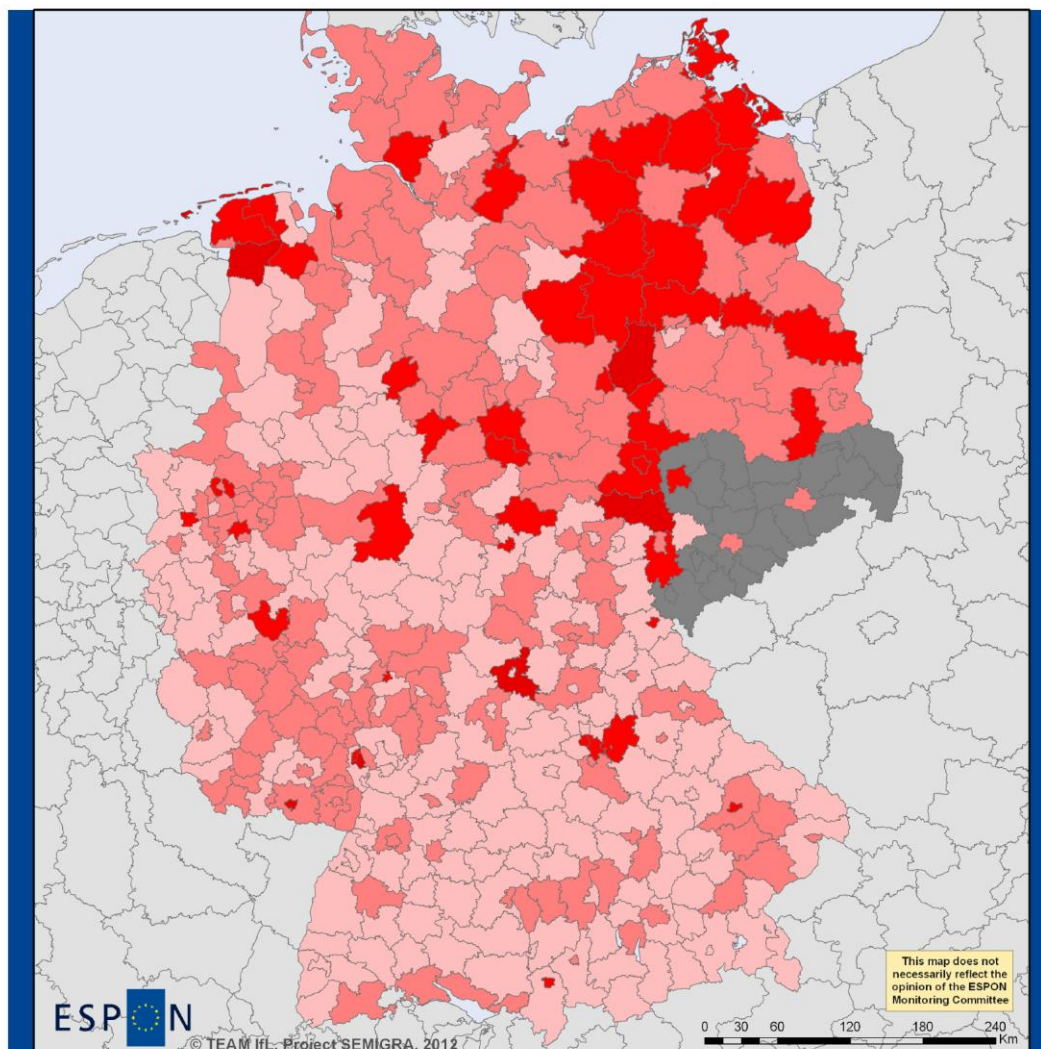 This map does not
necessarily reflect the
opinion of the ESPON
Monitoring Committee
ESPON
© TEAM IfL, Project SEMIGRA, 2012
0 30 60 120 180 240
Km